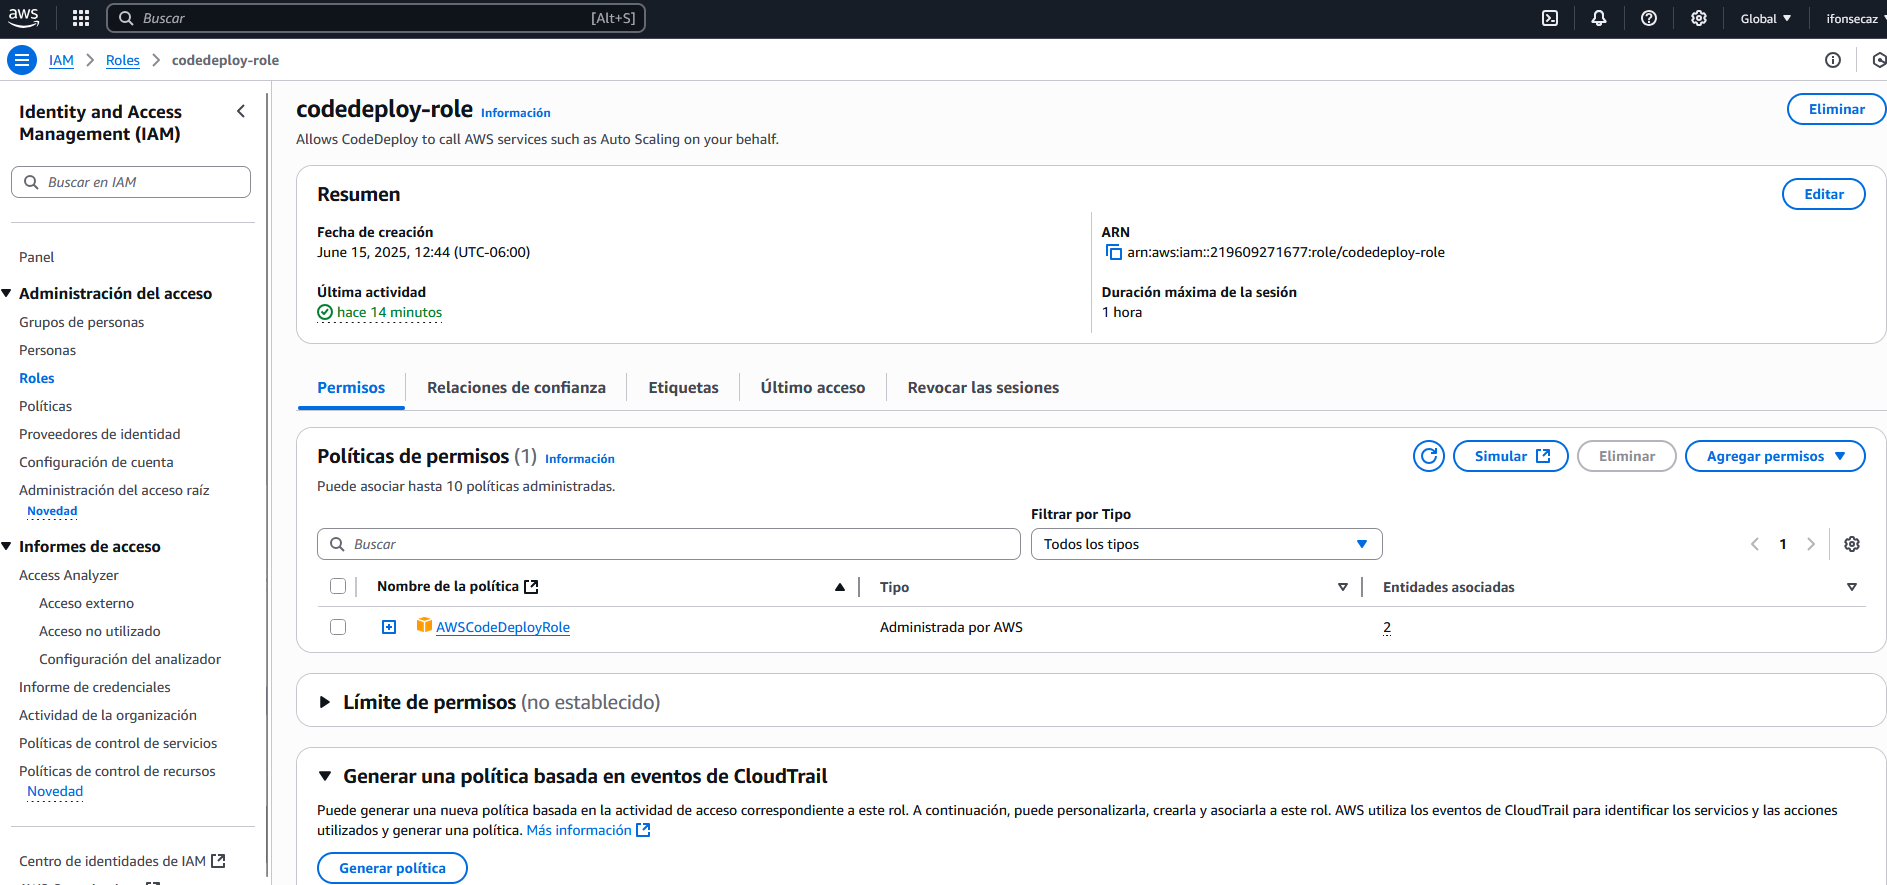 aws
Buscar [Alt+S]
Global
ifonsecaz
IAM > Roles > codedeploy-role
Identity and Access
Management (IAM)
Buscar en IAM
Panel
Administración del acceso
Grupos de personas
Personas
Roles
Políticas
Proveedores de identidad
Configuración de cuenta
Administración del acceso raíz
Novedad
Informes de acceso
Access Analyzer
Acceso externo
Acceso no utilizado
Configuración del analizador
Informe de credenciales
Actividad de la organización
Políticas de control de servicios
Políticas de control de recursos
Novedad
Centro de identidades de IAM
codedeploy-role Información
Eliminar
Allows CodeDeploy to call AWS services such as Auto Scaling on your behalf.
Resumen
Editar
Fecha de creación
June 15, 2025, 12:44 (UTC-06:00)
ARN
arn:aws:iam::219609271677:role/codedeploy-role
Última actividad
hace 14 minutos
Duración máxima de la sesión
1 hora
Permisos
Relaciones de confianza
Etiquetas
Último acceso
Revocar las sesiones
Políticas de permisos (1) Información
Simular
Eliminar
Agregar permisos
Puede asociar hasta 10 políticas administradas.
Filtrar por Tipo
Buscar
Todos los tipos
1
Nombre de la política
Tipo
Entidades asociadas
AWSCodeDeployRole
Administrada por AWS
2
Límite de permisos (no establecido)
Generar una política basada en eventos de CloudTrail
Puede generar una nueva política basada en la actividad de acceso correspondiente a este rol. A continuación, puede personalizarla, crearla y asociarla a este rol. AWS utiliza los eventos de CloudTrail para identificar los servicios y las acciones
utilizados y generar una política. Más información
Generar política